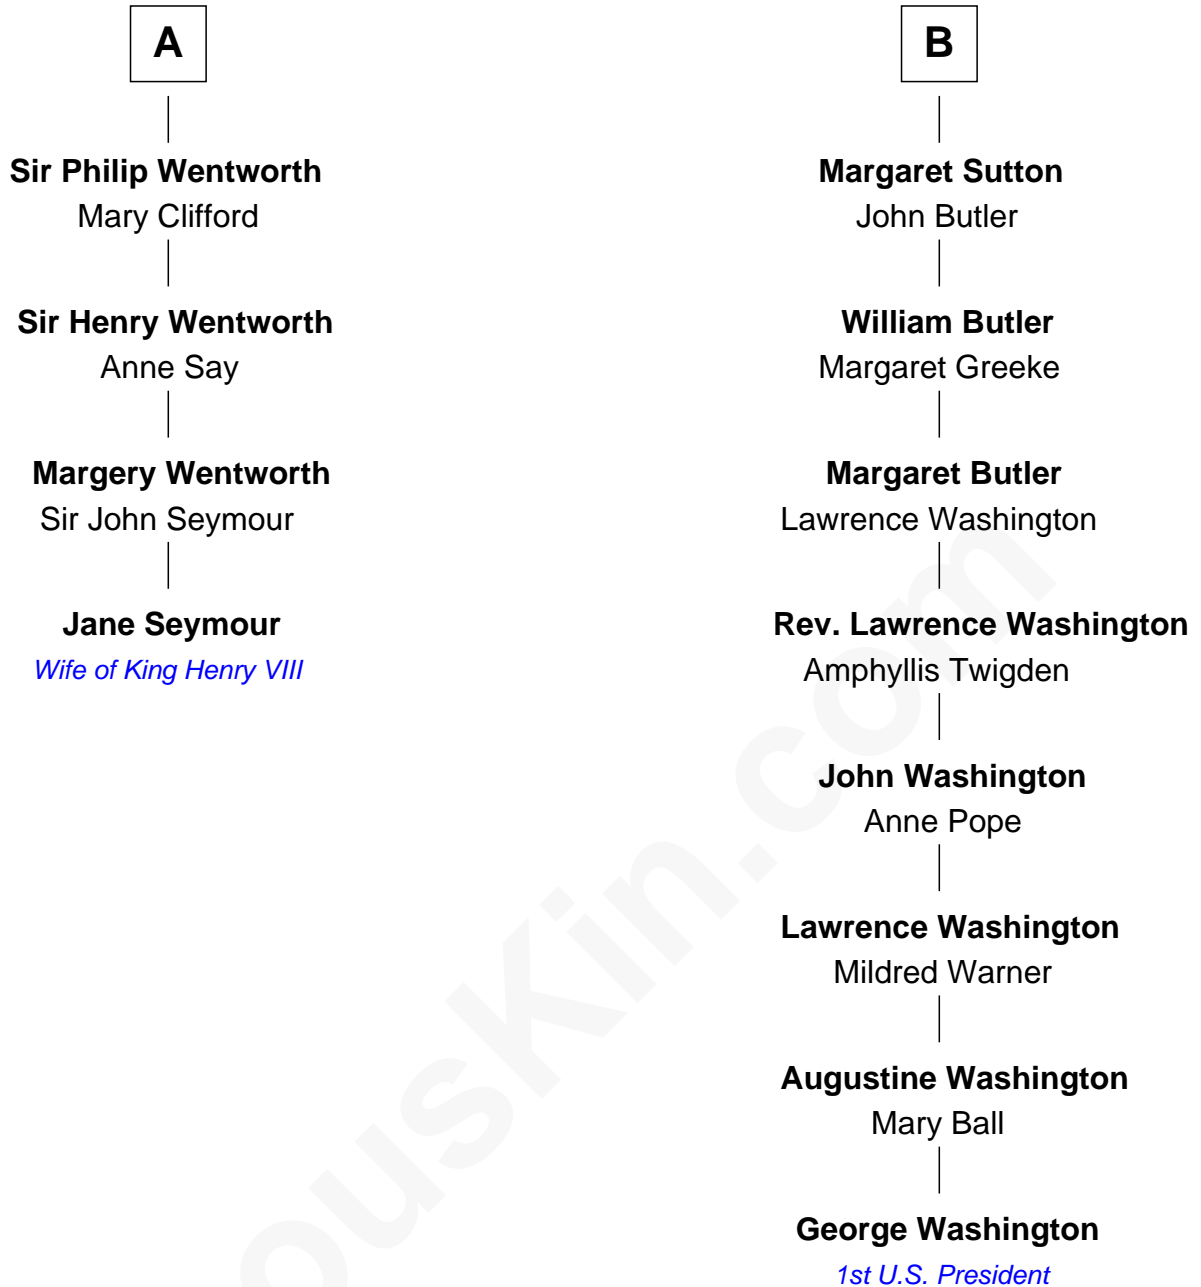 A
Sir Philip Wentworth
Mary Clifford
Sir Henry Wentworth
Anne Say
Margery Wentworth
Sir John Seymour
Jane Seymour
Wife of King Henry VIII
B
Margaret Sutton
John Butler
William Butler
Margaret Greeke
Margaret Butler
Lawrence Washington
Rev. Lawrence Washington
Amphyllis Twigden
John Washington
Anne Pope
Lawrence Washington
Mildred Warner
Augustine Washington
Mary Ball
George Washington
1st U.S. President
ousKin.com